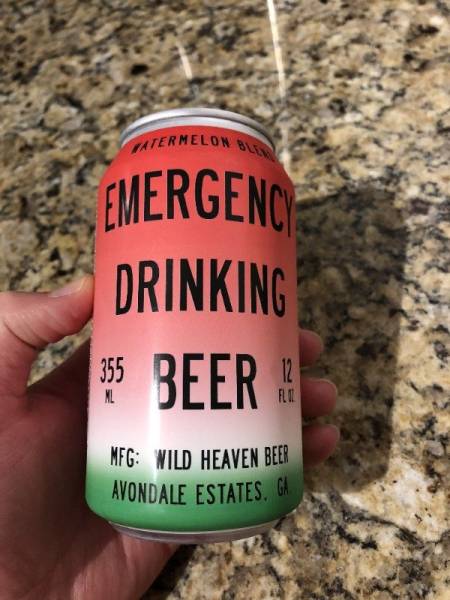 WATERMELON BLEND
EMERGENCY
DRINKING
355 ML BEER 12 FL OZ
MFG: WILD HEAVEN BEER
AVONDALE ESTATES, GA